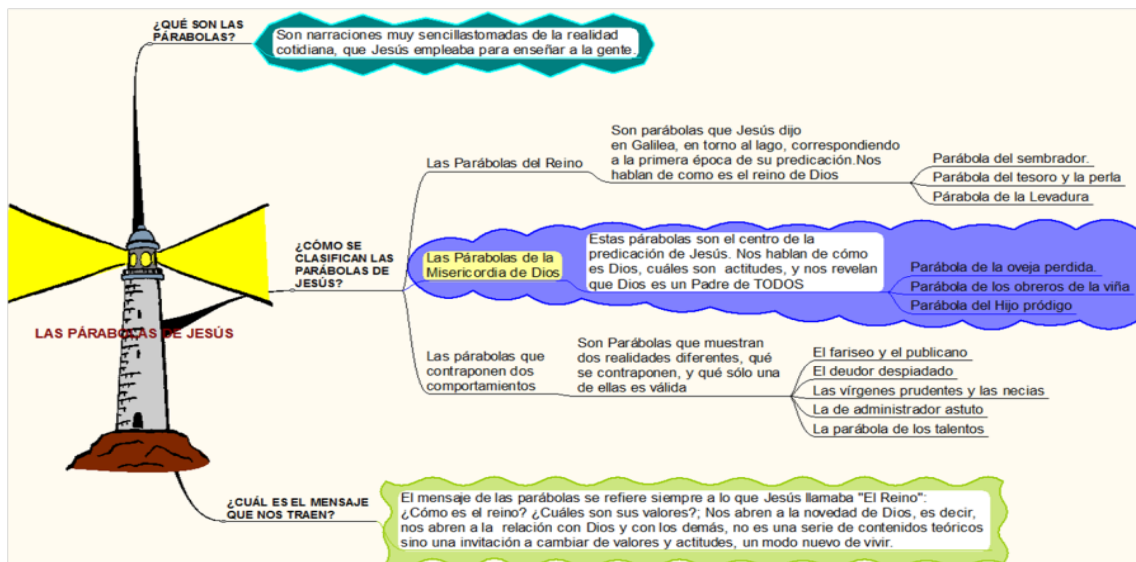 ¿QUÉ SON LAS
PÁRABOLAS?
Son narraciones muy sencillastomadas de la realidad
cotidiana, que Jesús empleaba para enseñar a la gente.
LAS PÁRABOLAS DE JESÚS
¿CÓMO SE
CLASIFICAN LAS
PARÁBOLAS DE
JESÚS?
Las Parábolas del Reino
Son parábolas que Jesús dijo
en Galilea, en torno al lago, correspondiendo
a la primera época de su predicación.Nos
hablan de como es el reino de Dios
Parábola del sembrador.
Parábola del tesoro y la perla
Párabola de la Levadura
Las Párabolas de la
Misericordia de Dios
Estas párabolas son el centro de la
predicación de Jesús. Nos hablan de cómo
es Dios, cuáles son actitudes, y nos revelan
que Dios es un Padre de TODOS
Parábola de la oveja perdida.
Parábola de los obreros de la viña
Parábola del Hijo pródigo
Las párabolas que
contraponen dos
comportamientos
Son Parábolas que muestran
dos realidades diferentes, qué
se contraponen, y qué sólo una
de ellas es válida
El fariseo y el publicano
El deudor despiadado
Las vírgenes prudentes y las necias
La de administrador astuto
La parábola de los talentos
¿CUÁL ES EL MENSAJE
QUE NOS TRAEN?
El mensaje de las parábolas se refiere siempre a lo que Jesús llamaba "El Reino":
¿Cómo es el reino? ¿Cuáles son sus valores?; Nos abren a la novedad de Dios, es decir,
nos abren a la relación con Dios y con los demás, no es una serie de contenidos teóricos
sino una invitación a cambiar de valores y actitudes, un modo nuevo de vivir.